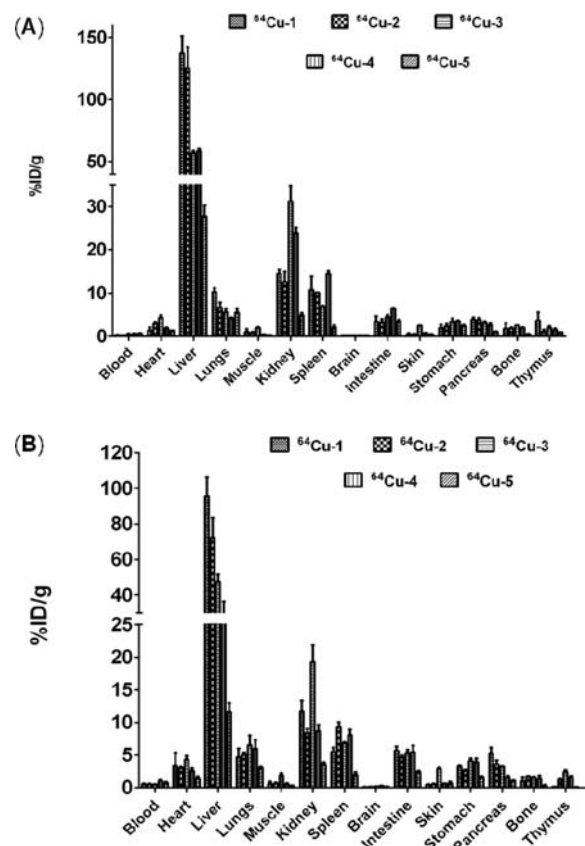 (A)
⁶⁴Cu-1 ⁶⁴Cu-2 ⁶⁴Cu-3
⁶⁴Cu-4 ⁶⁴Cu-5
%ID/g
150
100
50
30
20
10
0
Blood Heart Liver Lungs Muscle Kidney Spleen Brain Intestine Skin Stomach Pancreas Bone Thymus
(B)
⁶⁴Cu-1 ⁶⁴Cu-2 ⁶⁴Cu-3
⁶⁴Cu-4 ⁶⁴Cu-5
%ID/g
120
100
80
60
40
25
20
15
10
5
0
Blood Heart Liver Lungs Muscle Kidney Spleen Brain Intestine Skin Stomach Pancreas Bone Thymus